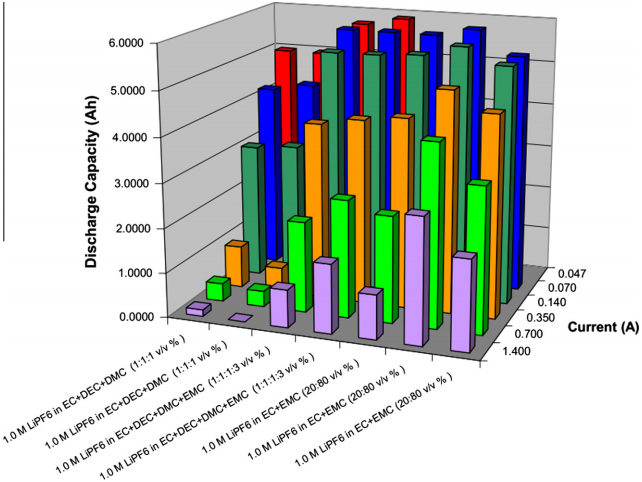 6.0000
5.0000
4.0000
3.0000
2.0000
1.0000
0.0000
Discharge Capacity (Ah)
0.047
0.070
0.140
0.350
0.700
1.400
Current (A)
1.0 M LiPF6 in EC+DEC+DMC (1:1:1 v/v %)
1.0 M LiPF6 in EC+DEC+DMC (1:1:1 v/v %)
1.0 M LiPF6 in EC+DEC+DMC+EMC (1:1:1:3 v/v %)
1.0 M LiPF6 in EC+DEC+DMC+EMC (1:1:1:3 v/v %)
1.0 M LiPF6 in EC+EMC (20:80 v/v %)
1.0 M LiPF6 in EC+EMC (20:80 v/v %)
1.0 M LiPF6 in EC+EMC (20:80 v/v %)